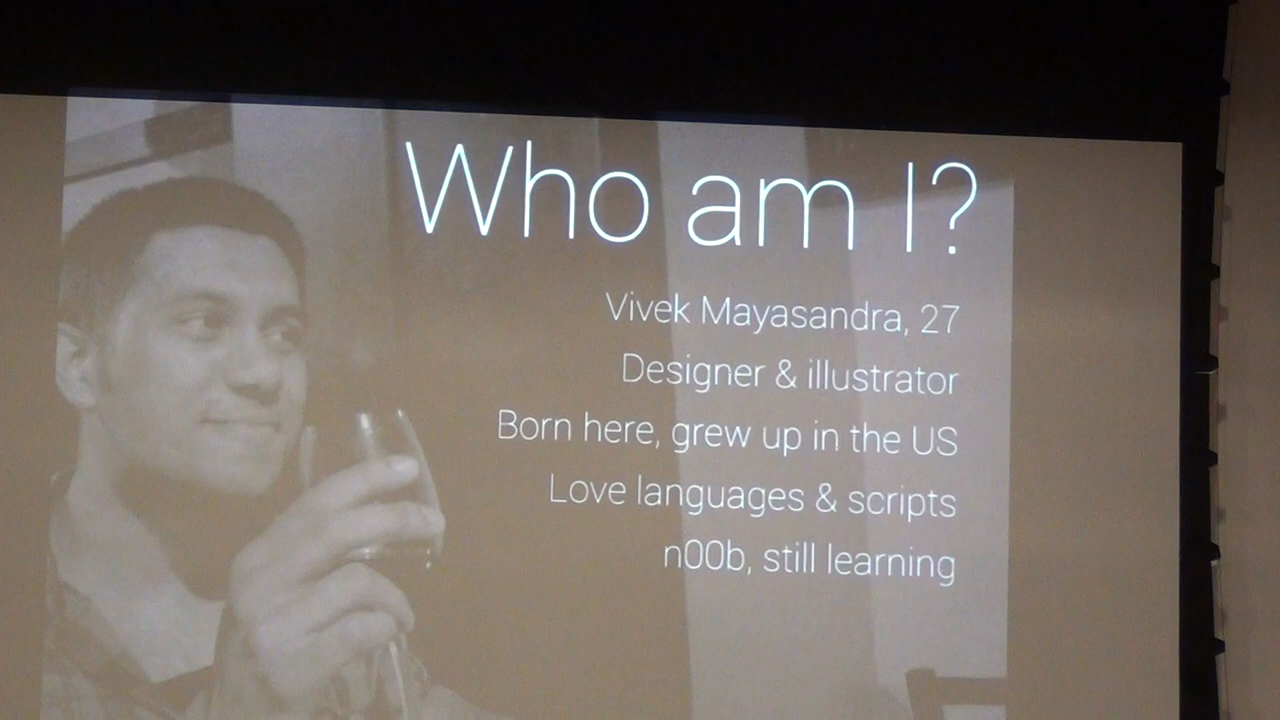 Who am I?
Vivek Mayasandra, 27
Designer & illustrator
Born here, grew up in the US
Love languages & scripts
n00b, still learning